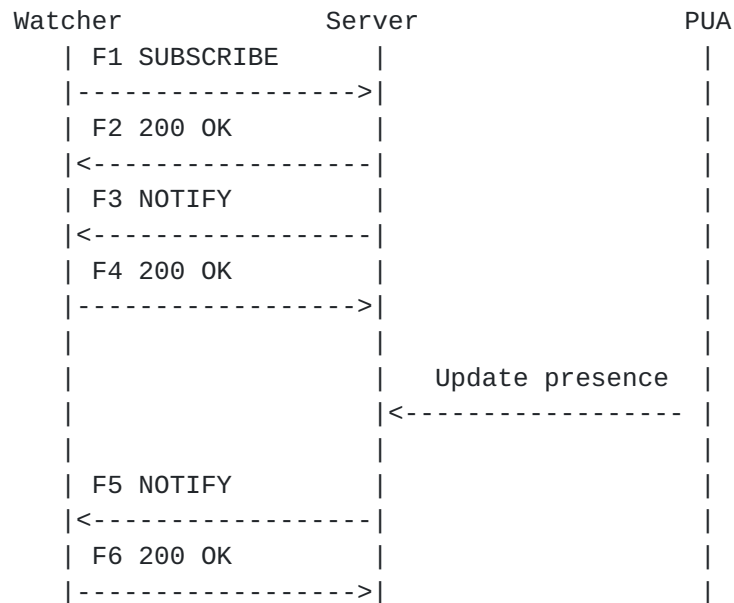 Watcher Server PUA
| F1 SUBSCRIBE | |
|------------------>| |
| F2 200 OK | |
|<------------------| |
| F3 NOTIFY | |
|<------------------| |
| F4 200 OK | |
|------------------>| |
| | |
| | Update presence |
| |<------------------ |
| | |
| F5 NOTIFY | |
|<------------------| |
| F6 200 OK | |
|------------------>| |